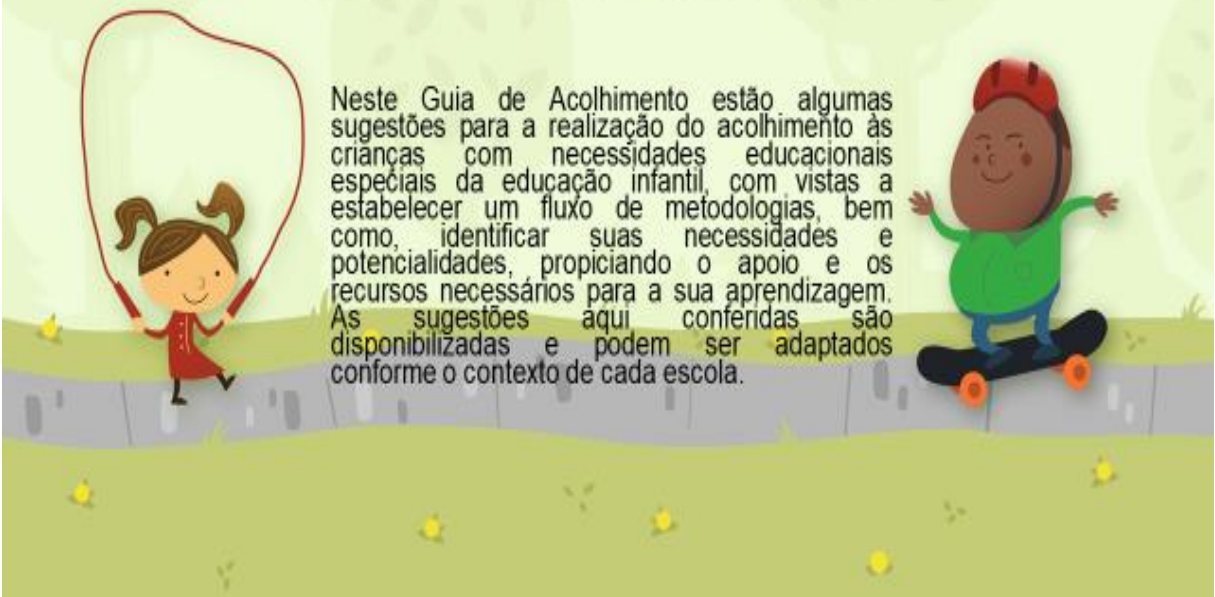 Neste Guia de Acolhimento estão algumas
sugestões para a realização do acolhimento às
crianças com necessidades educacionais
especiais da educação infantil, com vistas a
estabelecer um fluxo de metodologias, bem
como, identificar suas necessidades e
potencialidades, propiciando o apoio e os
recursos necessários para a sua aprendizagem.
As sugestões aqui conferidas são
disponibilizadas e podem ser adaptados
conforme o contexto de cada escola.